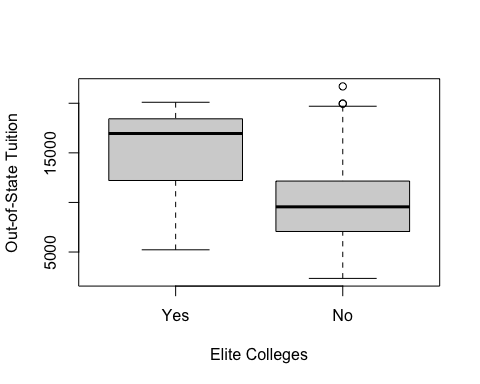 Out-of-State Tuition
15000
5000
Yes
No
Elite Colleges